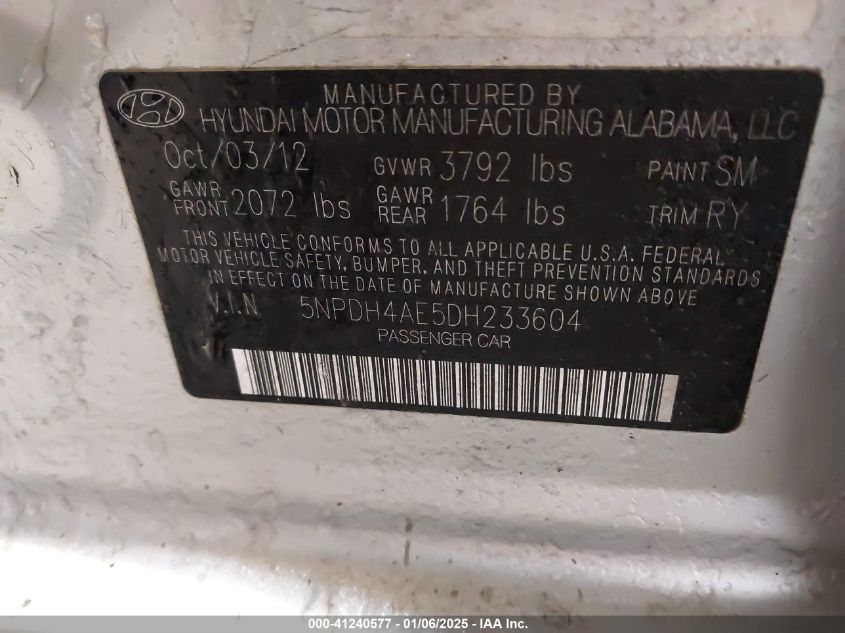 MANUFACTURED BY
HYUNDAI MOTOR MANUFACTURING ALABAMA, LLC
Oct/03/12 GVWR 3792 lbs PAINT SM
GAWR FRONT 2072 lbs GAWR REAR 1764 lbs TRIM RY
THIS VEHICLE CONFORMS TO ALL APPLICABLE U.S.A. FEDERAL
MOTOR VEHICLE SAFETY, BUMPER, AND THEFT PREVENTION STANDARDS
IN EFFECT ON THE DATE OF MANUFACTURE SHOWN ABOVE
V.I.N 5NPDH4AE5DH233604
PASSENGER CAR
000-41240577 - 01/06/2025 - IAA Inc.